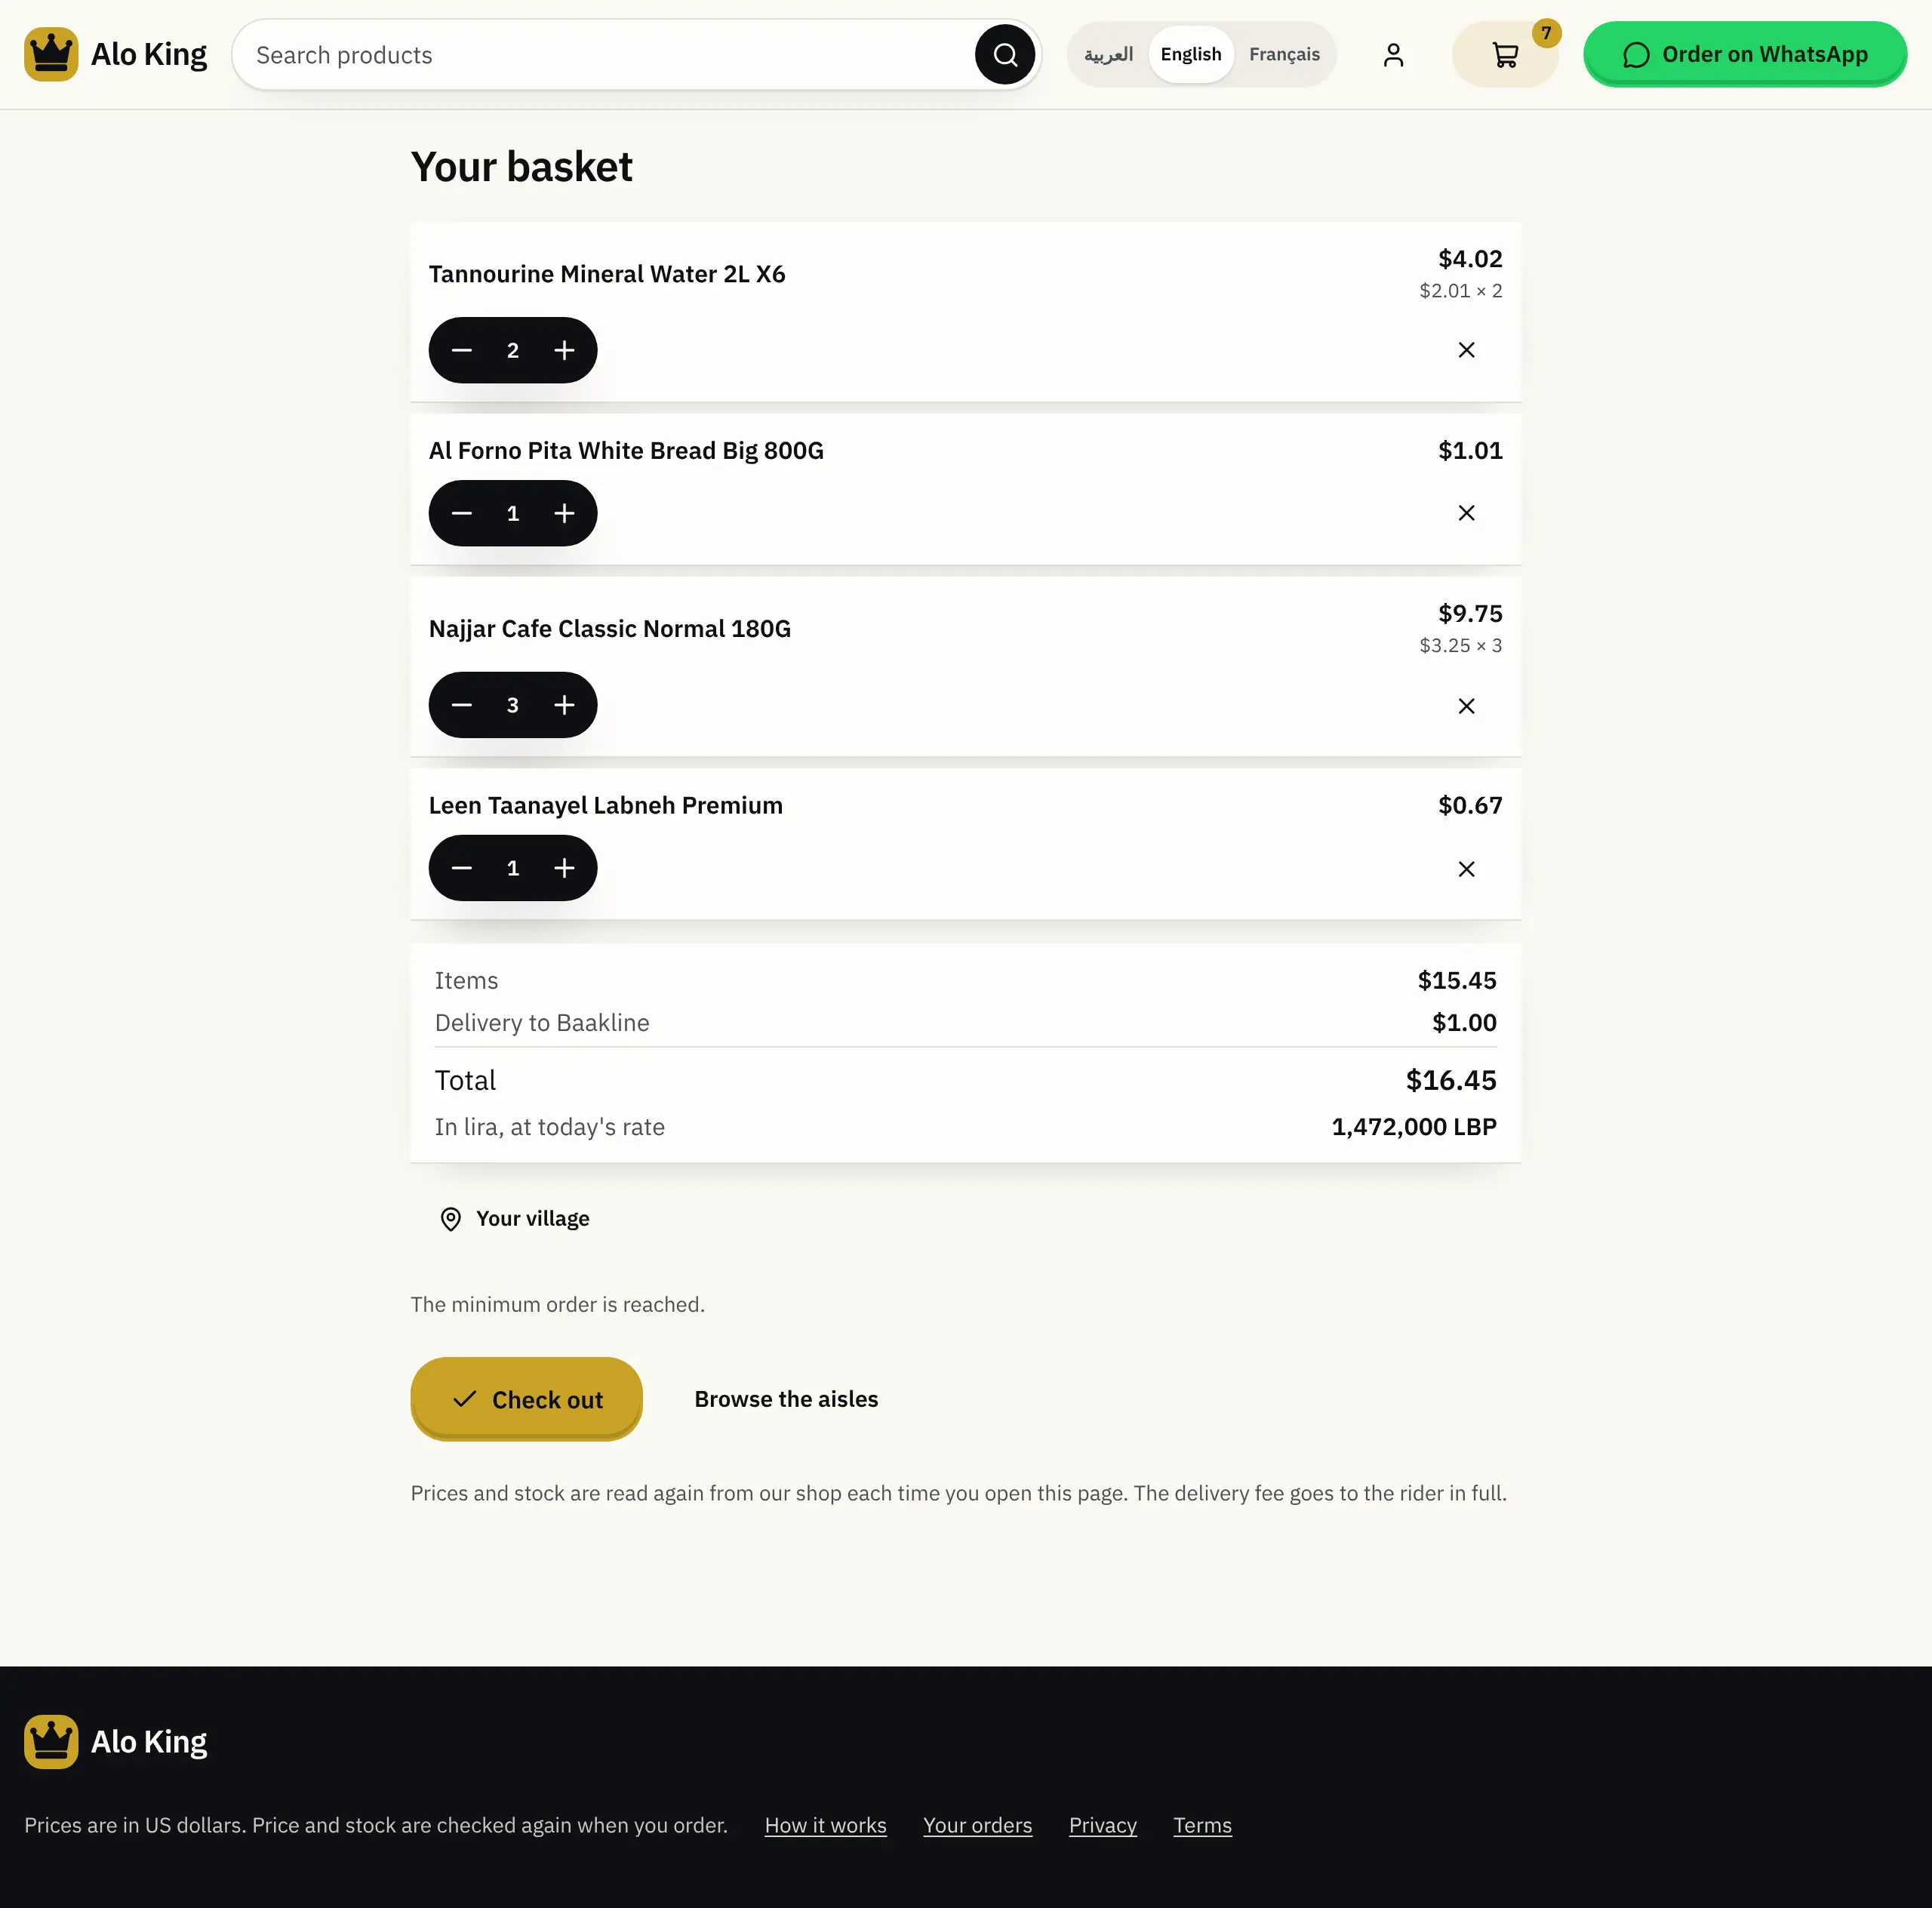 Alo King
Search products
العربية English Français
7
Order on WhatsApp
Your basket
Tannourine Mineral Water 2L X6
$4.02
$2.01 × 2
2
Al Forno Pita White Bread Big 800G
$1.01
1
Najjar Cafe Classic Normal 180G
$9.75
$3.25 × 3
3
Leen Taanayel Labneh Premium
$0.67
1
Items $15.45
Delivery to Baakline $1.00
Total $16.45
In lira, at today's rate 1,472,000 LBP
Your village
The minimum order is reached.
Check out
Browse the aisles
Prices and stock are read again from our shop each time you open this page. The delivery fee goes to the rider in full.
Alo King
Prices are in US dollars. Price and stock are checked again when you order. How it works Your orders Privacy Terms